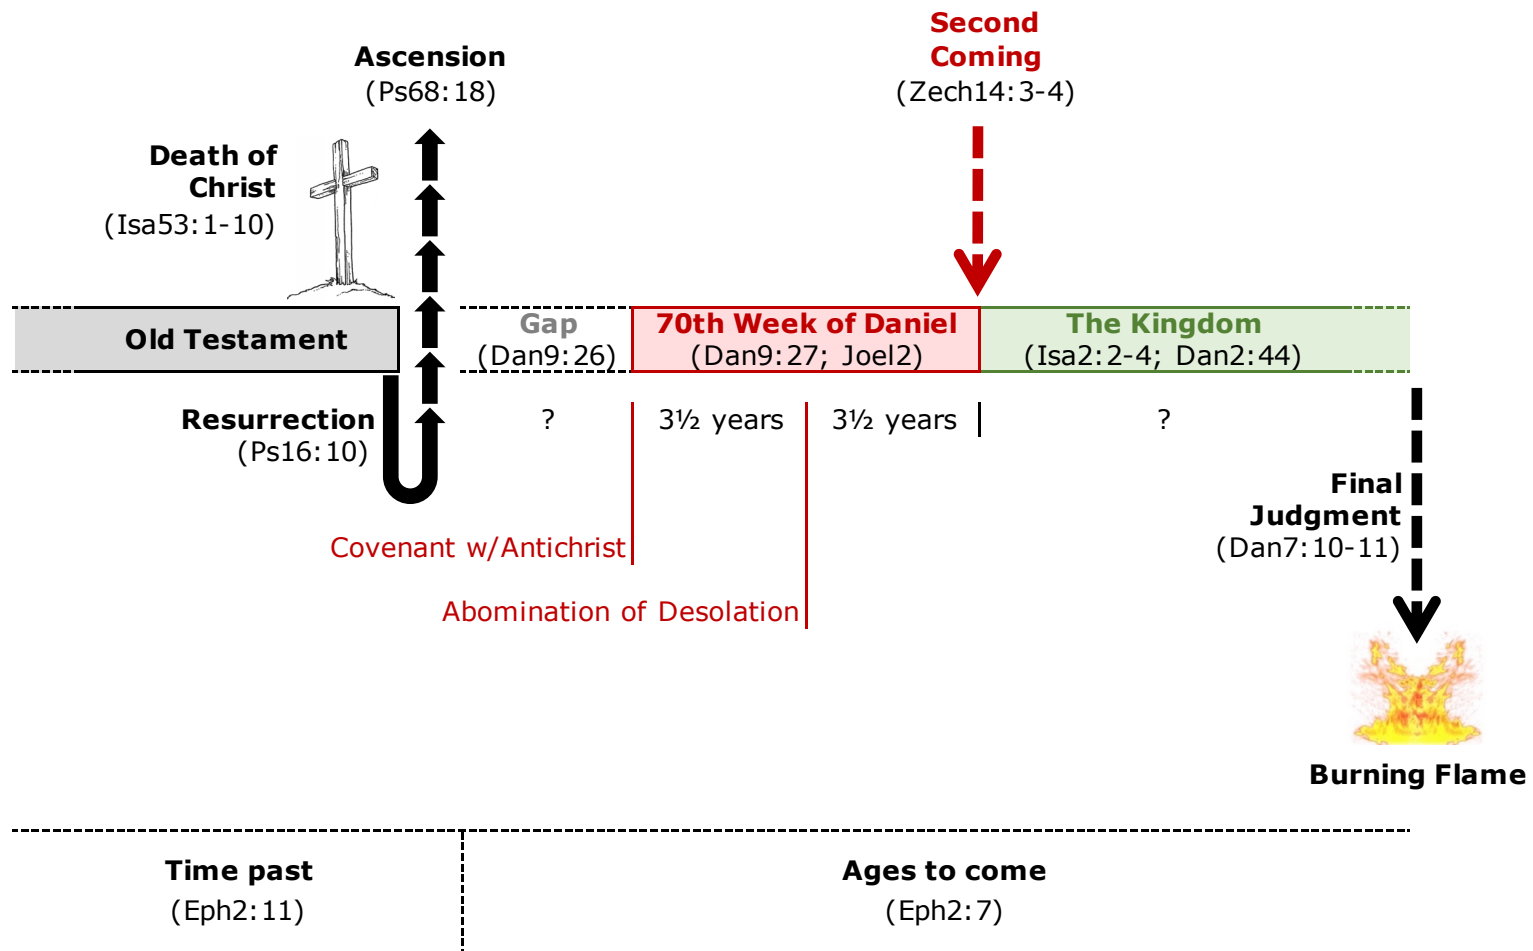 Second
Coming
(Zech14:3-4)
Ascension
(Ps68:18)
Death of
Christ
(Isa53:1-10)
Old Testament
Gap
(Dan9:26)
70th Week of Daniel
(Dan9:27; Joel2)
The Kingdom
(Isa2:2-4; Dan2:44)
Resurrection
(Ps16:10)
?
3½ years
3½ years
?
Final
Judgment
(Dan7:10-11)
Covenant w/Antichrist
Abomination of Desolation
Burning Flame
Time past
(Eph2:11)
Ages to come
(Eph2:7)